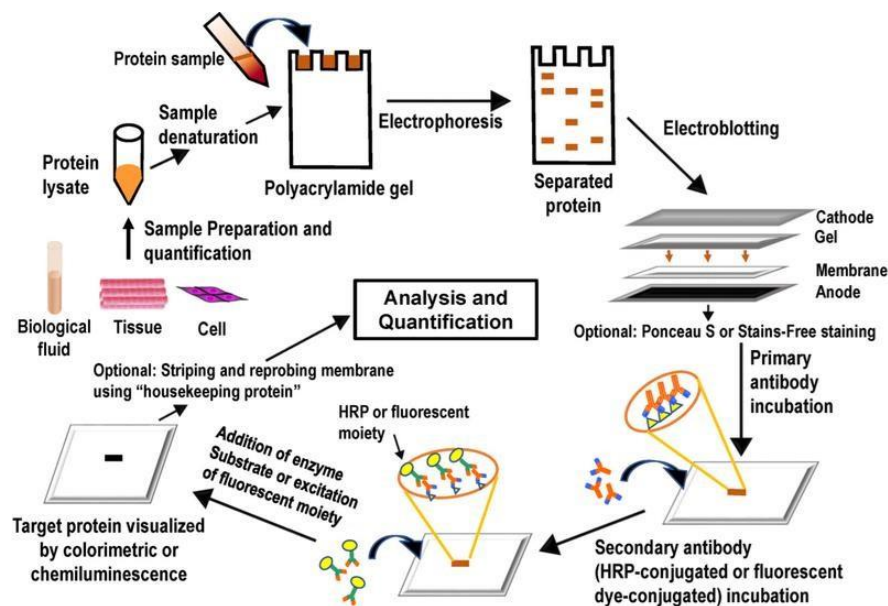 Protein sample
Sample
denaturation
Protein
lysate
Polyacrylamide gel
Electrophoresis
Separated
protein
Electroblotting
Cathode
Gel
Membrane
Anode
Sample Preparation and
quantification
Biological
fluid
Tissue
Cell
Analysis and
Quantification
Optional: Ponceau S or Stains-Free staining
Primary
antibody
incubation
Optional: Striping and reprobing membrane
using “housekeeping protein”
HRP or fluorescent
moiety
Addition of enzyme
Substrate or excitation
of fluorescent moiety
Target protein visualized
by colorimetric or
chemiluminescence
Secondary antibody
(HRP-conjugated or fluorescent
dye-conjugated) incubation